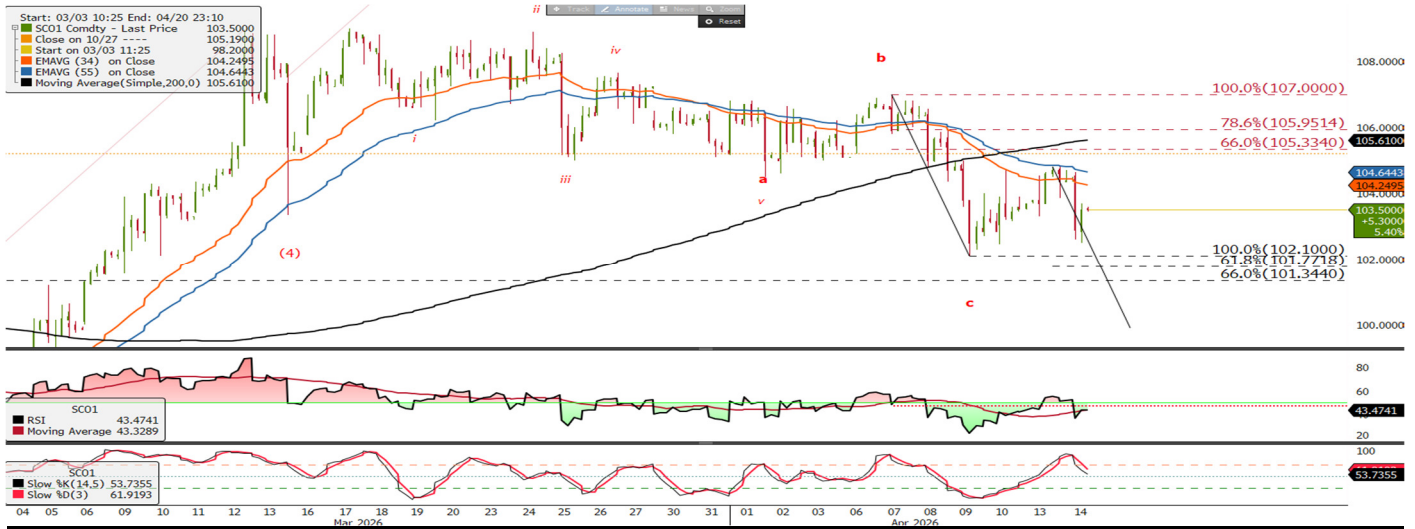 Start: 03/03 10:25 End: 04/20 23:10
SCO1 Comdty - Last Price 103.5000
Close on 10/27 ---- 105.1900
Start on 03/03 11:25 98.2000
EMAVG (34) on Close 104.2495
EMAVG (55) on Close 104.6443
Moving Average(Simple,200,0) 105.6100
Track Annotate News Zoom
Reset
ii
iv
b
i
iii
a
v
(4)
c
100.0%(107.0000)
78.6%(105.9514)
66.0%(105.3340)
100.0%(102.1000)
61.8%(101.7718)
66.0%(101.3440)
108.0000
106.0000
105.6100
104.6443
104.2495
104.0000
103.5000
+5.3000
5.40%
102.0000
100.0000
SCO1
RSI 43.4741
Moving Average 43.3289
80
60
43.4741
20
SCO1
Slow %K(14,5) 53.7355
Slow %D(3) 61.9193
100
53.7355
04 05 06 09 10 11 12 13 16 17 18 19 20 23 24 25 26 27 30 31 01 02 03 06 07 08 09 10 13 14
Mar 2026 Apr 2026